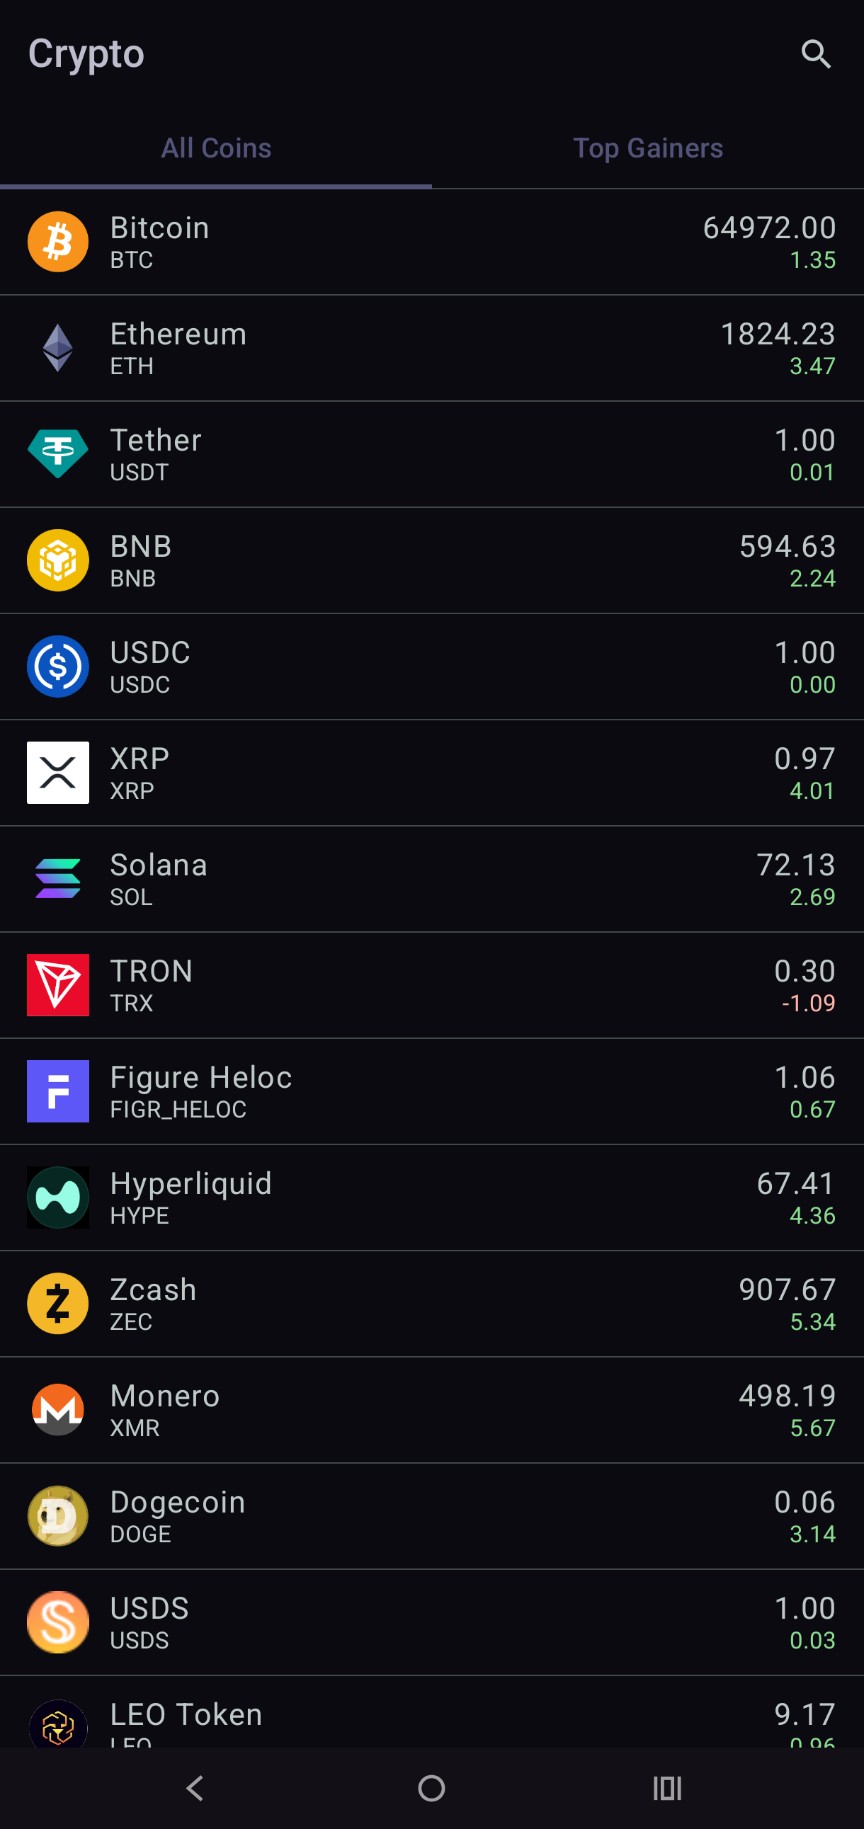 Crypto
All Coins
Top Gainers
Bitcoin
64972.00
BTC
1.35
Ethereum
1824.23
ETH
3.47
Tether
1.00
USDT
0.01
BNB
594.63
BNB
2.24
USDC
1.00
USDC
0.00
XRP
0.97
XRP
4.01
Solana
72.13
SOL
2.69
TRON
0.30
TRX
-1.09
Figure Heloc
1.06
FIGR_HELOC
0.67
Hyperliquid
67.41
HYPE
4.36
Zcash
907.67
ZEC
5.34
Monero
498.19
XMR
5.67
Dogecoin
0.06
DOGE
3.14
USDS
1.00
USDS
0.03
LEO Token
9.17
LEO
0.96